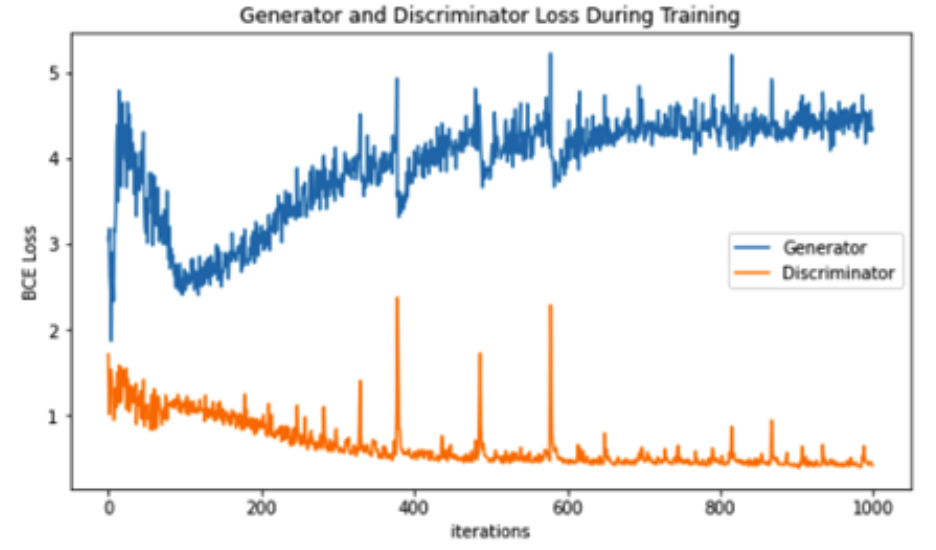 Generator and Discriminator Loss During Training
5
4
3
2
1
BCE Loss
Generator
Discriminator
0 200 400 600 800 1000
iterations